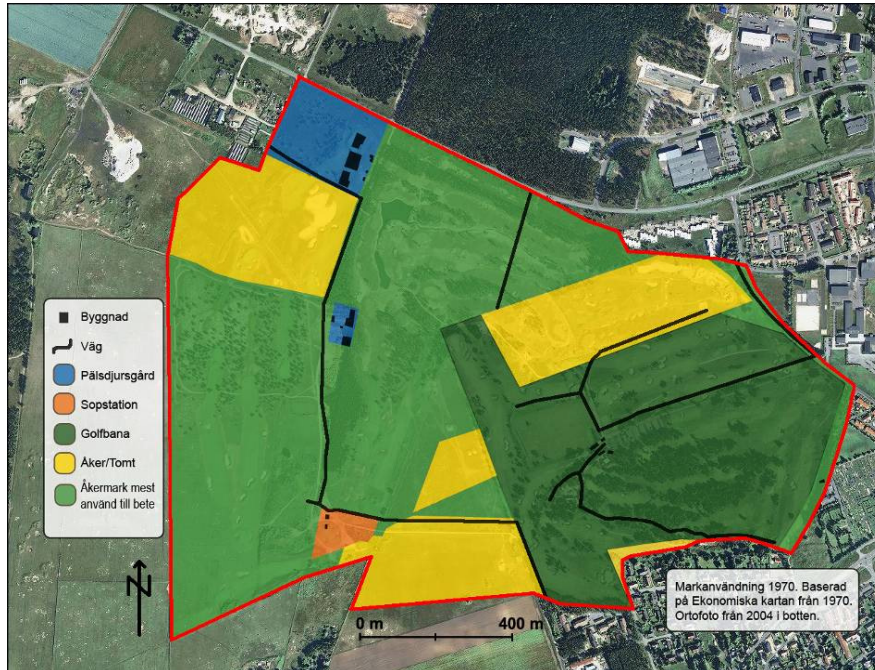 Byggnad
Väg
Pälsdjursgård
Sopstation
Golfbana
Åker/Tomt
Åkermark mest
använd till bete
N
0 m
400 m
Markanvändning 1970. Baserad
på Ekonomiska kartan från 1970.
Ortofoto från 2004 i botten.